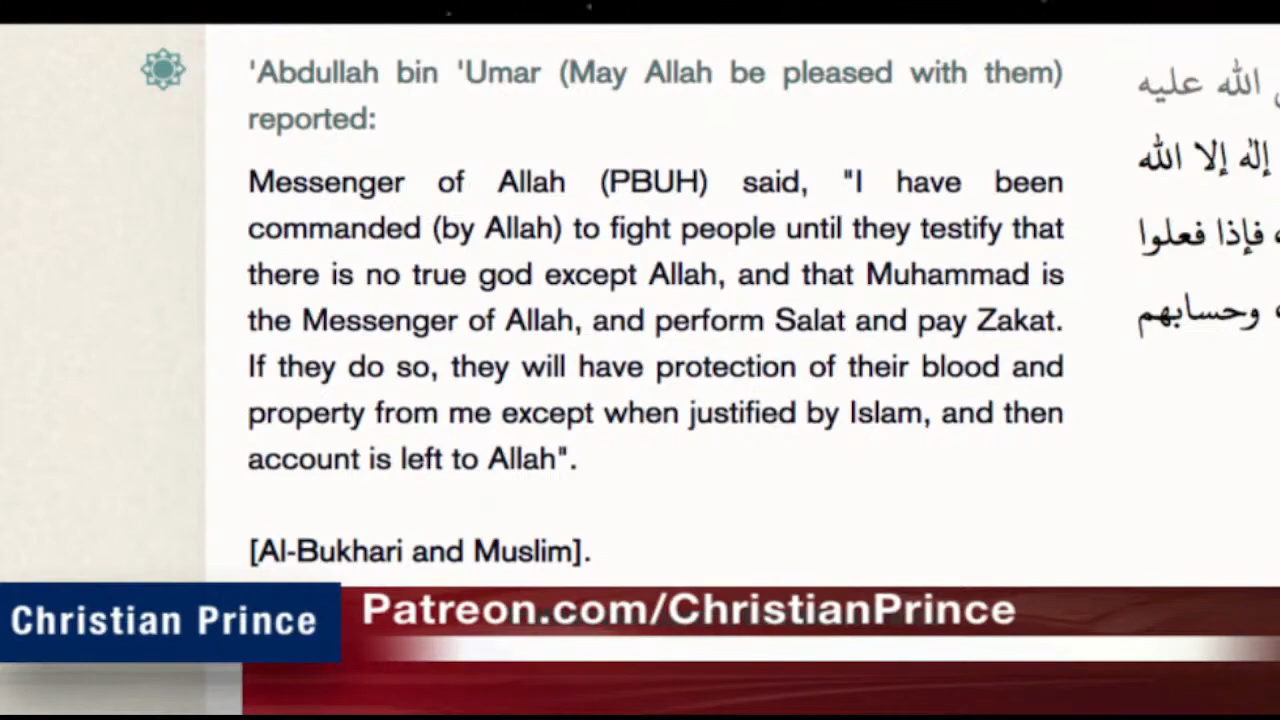 'Abdullah bin 'Umar (May Allah be pleased with them)
reported:
Messenger of Allah (PBUH) said, "I have been
commanded (by Allah) to fight people until they testify that
there is no true god except Allah, and that Muhammad is
the Messenger of Allah, and perform Salat and pay Zakat.
If they do so, they will have protection of their blood and
property from me except when justified by Islam, and then
account is left to Allah".
[Al-Bukhari and Muslim].
الله عليه
إله إلا الله
فإذا فعلوا
وحسابهم
Christian Prince
Patreon.com/ChristianPrince